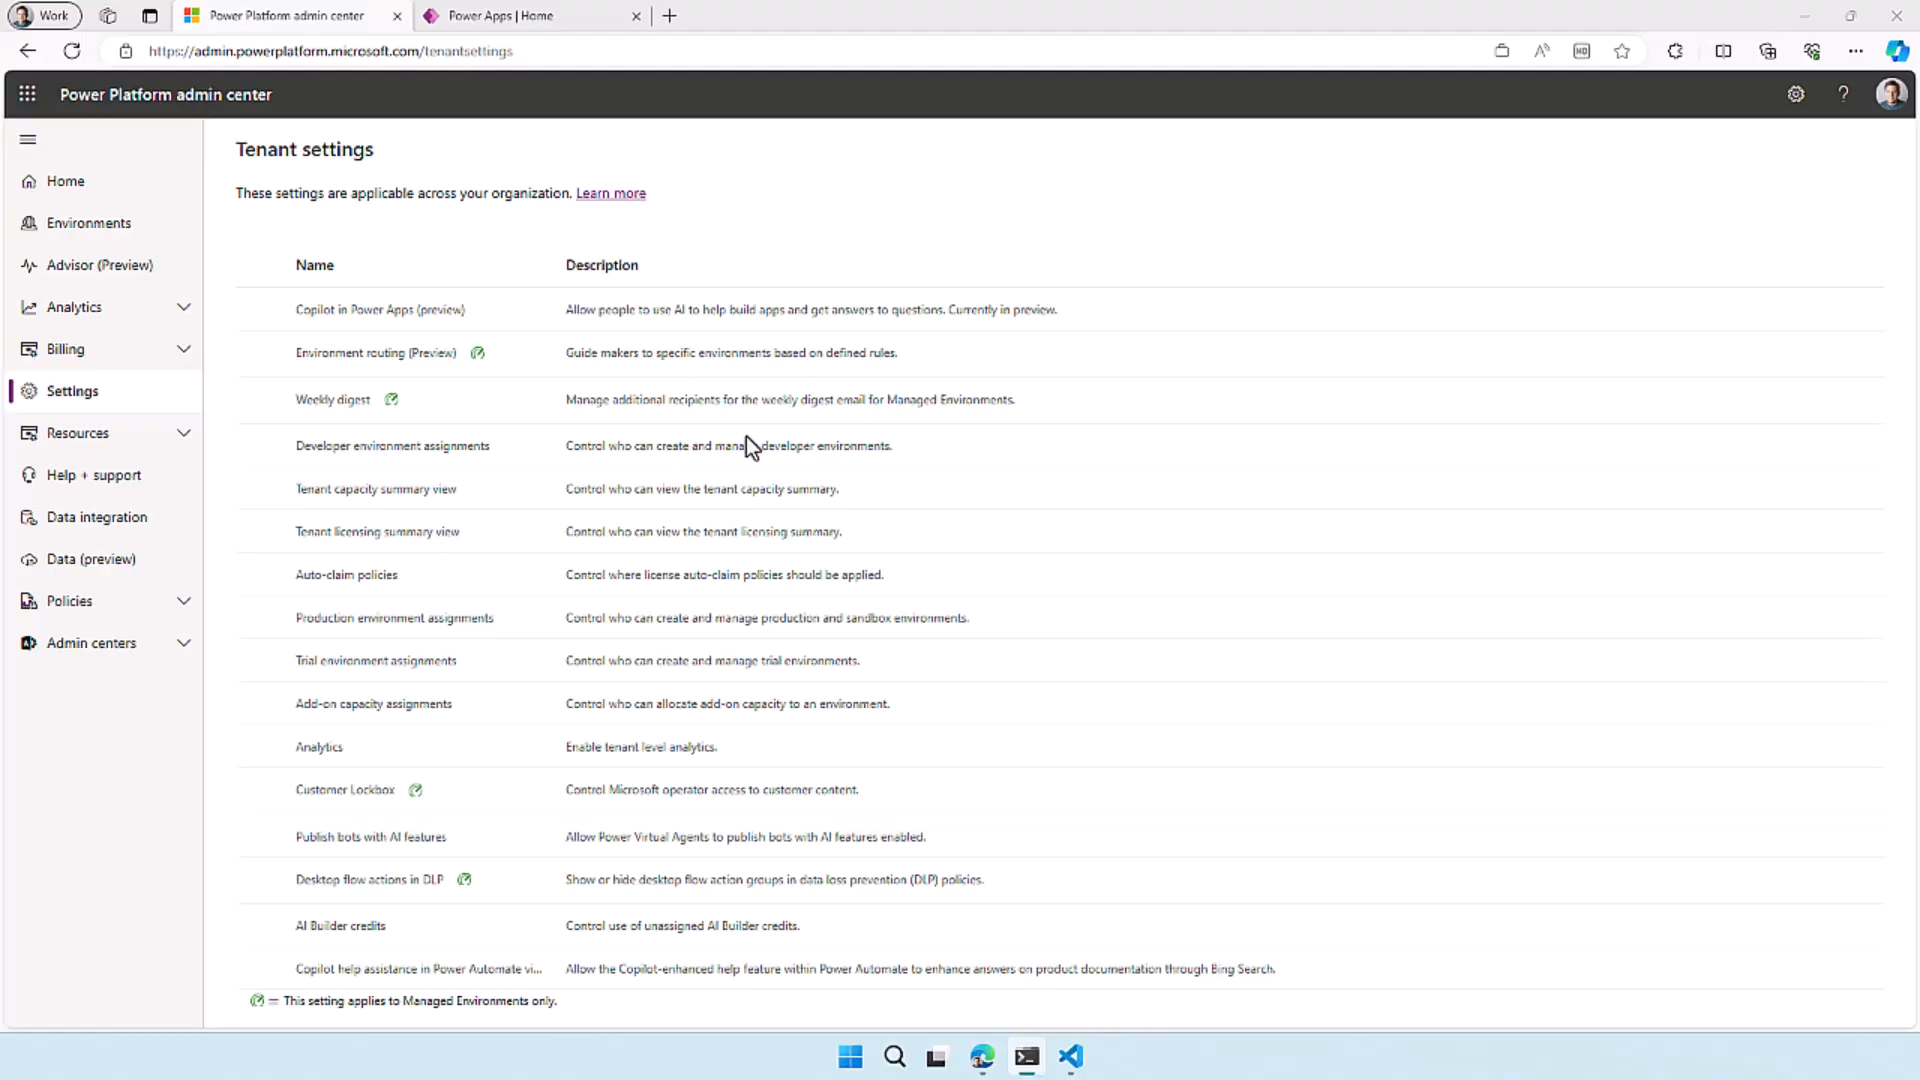 Work
Power Platform admin center
Power Apps | Home
https://admin.powerplatform.microsoft.com/tenantsettings
HD
Power Platform admin center
?
Home
Environments
Advisor (Preview)
Analytics
Billing
Settings
Resources
Help + support
Data integration
Data (preview)
Policies
Admin centers
Tenant settings
These settings are applicable across your organization. Learn more
Name Description
Copilot in Power Apps (preview) Allow people to use AI to help build apps and get answers to questions. Currently in preview.
Environment routing (Preview) Guide makers to specific environments based on defined rules.
Weekly digest Manage additional recipients for the weekly digest email for Managed Environments.
Developer environment assignments Control who can create and mana developer environments.
Tenant capacity summary view Control who can view the tenant capacity summary.
Tenant licensing summary view Control who can view the tenant licensing summary.
Auto-claim policies Control where license auto-claim policies should be applied.
Production environment assignments Control who can create and manage production and sandbox environments.
Trial environment assignments Control who can create and manage trial environments.
Add-on capacity assignments Control who can allocate add-on capacity to an environment.
Analytics Enable tenant level analytics.
Customer Lockbox Control Microsoft operator access to customer content.
Publish bots with AI features Allow Power Virtual Agents to publish bots with AI features enabled.
Desktop flow actions in DLP Show or hide desktop flow action groups in data loss prevention (DLP) policies.
AI Builder credits Control use of unassigned AI Builder credits.
Copilot help assistance in Power Automate vi... Allow the Copilot-enhanced help feature within Power Automate to enhance answers on product documentation through Bing Search.
= This setting applies to Managed Environments only.